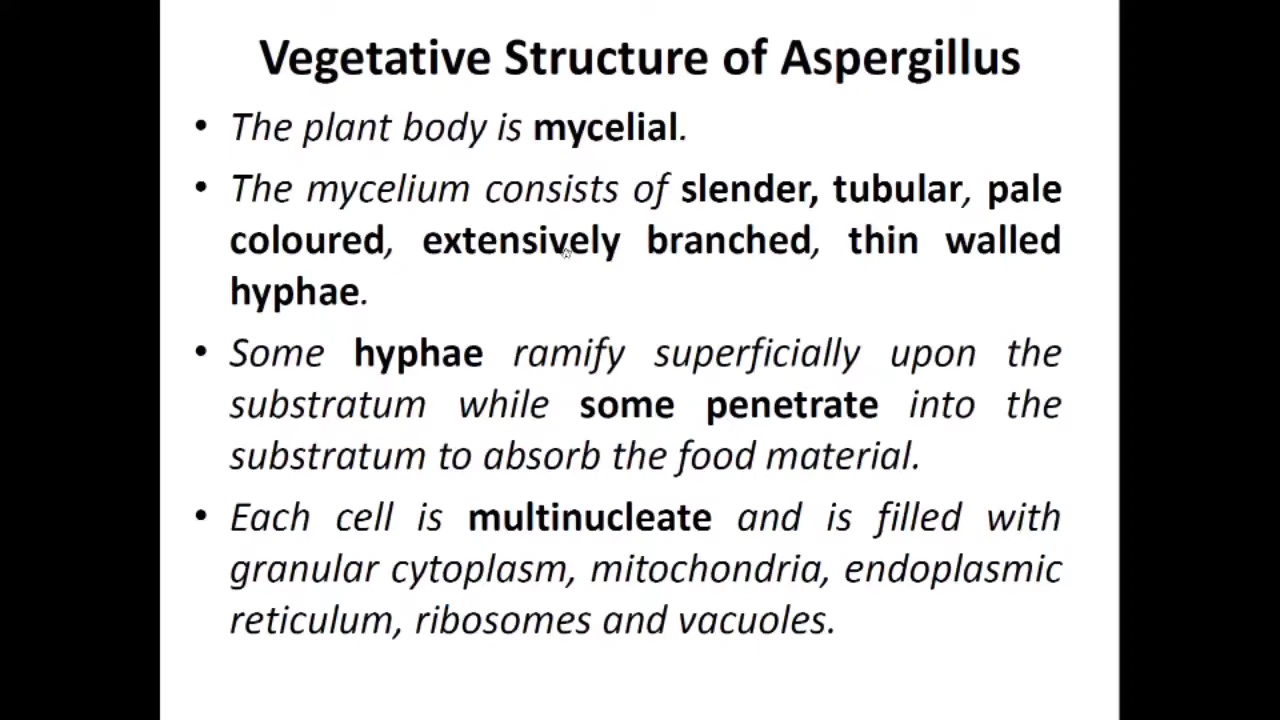 Vegetative Structure of Aspergillus
• The plant body is mycelial.
• The mycelium consists of slender, tubular, pale
coloured, extensively branched, thin walled
hyphae.
• Some hyphae ramify superficially upon the
substratum while some penetrate into the
substratum to absorb the food material.
• Each cell is multinucleate and is filled with
granular cytoplasm, mitochondria, endoplasmic
reticulum, ribosomes and vacuoles.